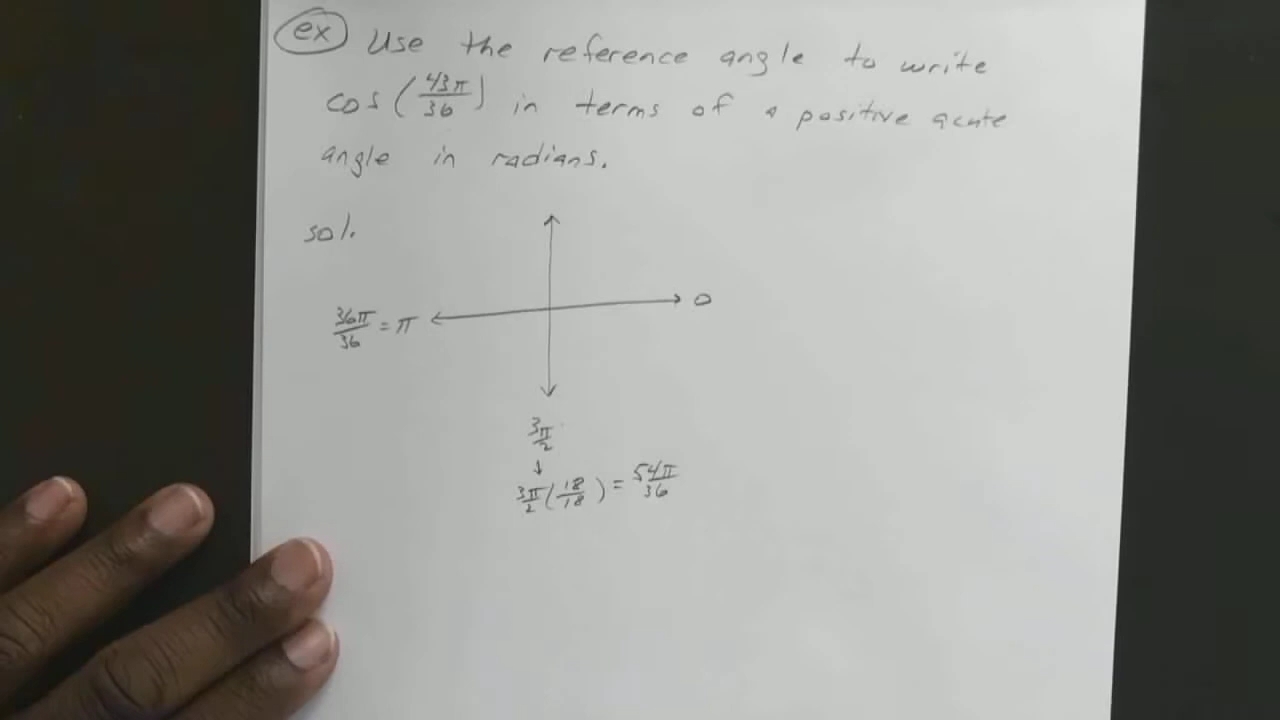 ex Use the reference angle to write
cos(43π/36) in terms of a positive acute
angle in radians.
sol.
0
36π/36 = π
3π/2
↓
3π/2(18/18) = 54π/36